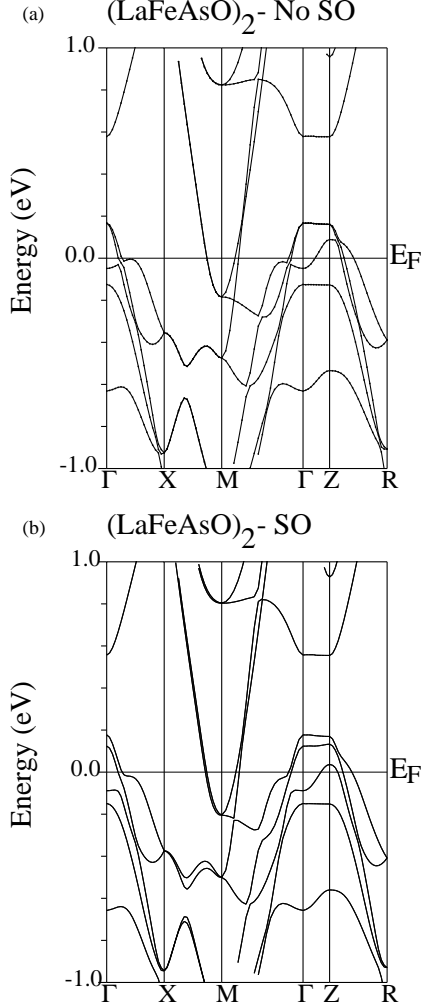 (a) (LaFeAsO)2- No SO
1.0
Energy (eV)
0.0
EF
-1.0
Γ X M Γ Z R
(b) (LaFeAsO)2- SO
1.0
Energy (eV)
0.0
EF
-1.0
Γ X M Γ Z R